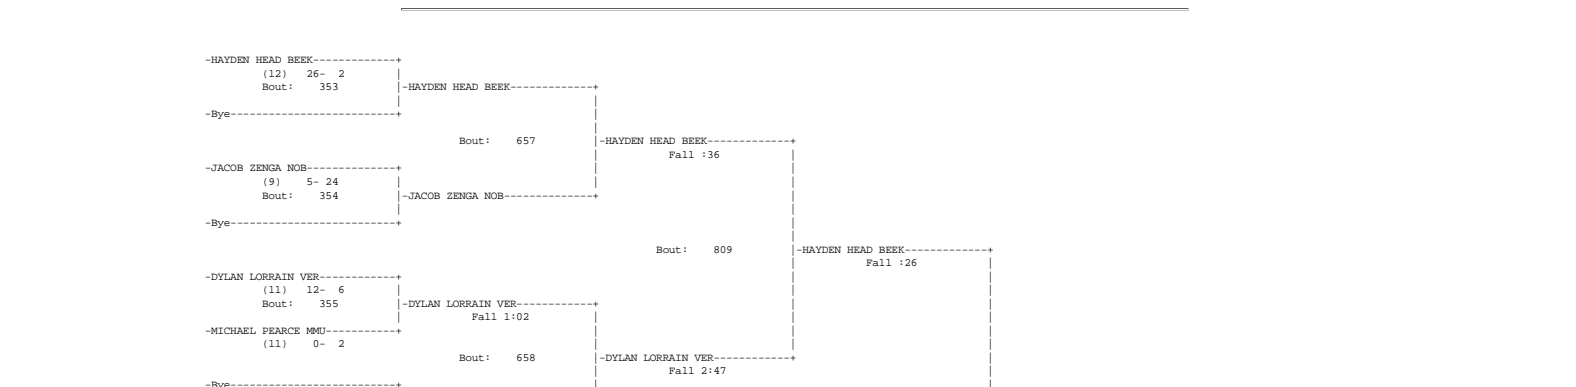 -HAYDEN HEAD BEEK-------------+
(12) 26- 2 |
Bout: 353 |-HAYDEN HEAD BEEK-------------+
| |
-Bye--------------------------+ |
|
Bout: 657 |-HAYDEN HEAD BEEK-------------+
| Fall :36 |
-JACOB ZENGA NOB--------------+ | |
(9) 5- 24 | | |
Bout: 354 |-JACOB ZENGA NOB--------------+ |
| |
-Bye--------------------------+ |
|
Bout: 809 |-HAYDEN HEAD BEEK-------------+
| Fall :26 |
-DYLAN LORRAIN VER------------+ | |
(11) 12- 6 | | |
Bout: 355 |-DYLAN LORRAIN VER------------+ | |
| Fall 1:02 | | |
-MICHAEL PEARCE MMU-----------+ | | |
(11) 0- 2 | | |
Bout: 658 |-DYLAN LORRAIN VER------------+ |
| Fall 2:47 |
-Bye--------------------------+ | |